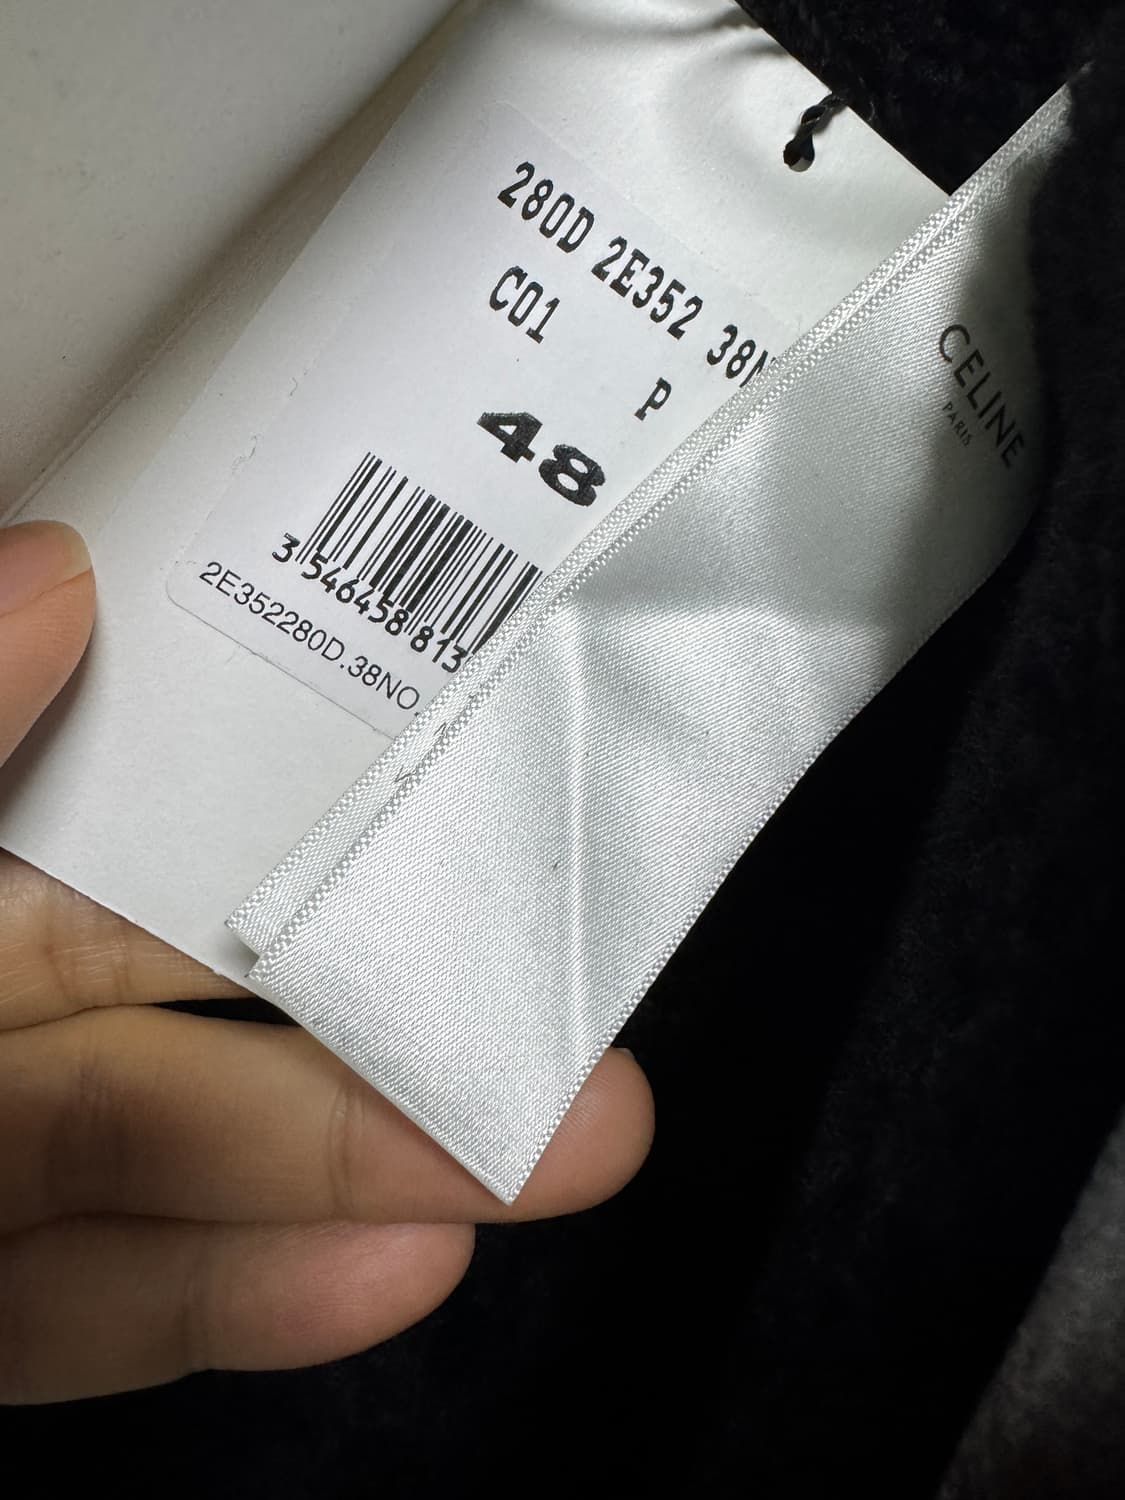 280D 2E352 38N
C01
P
48
3 546458 813
2E352280D.38NO
CELINE
PARIS